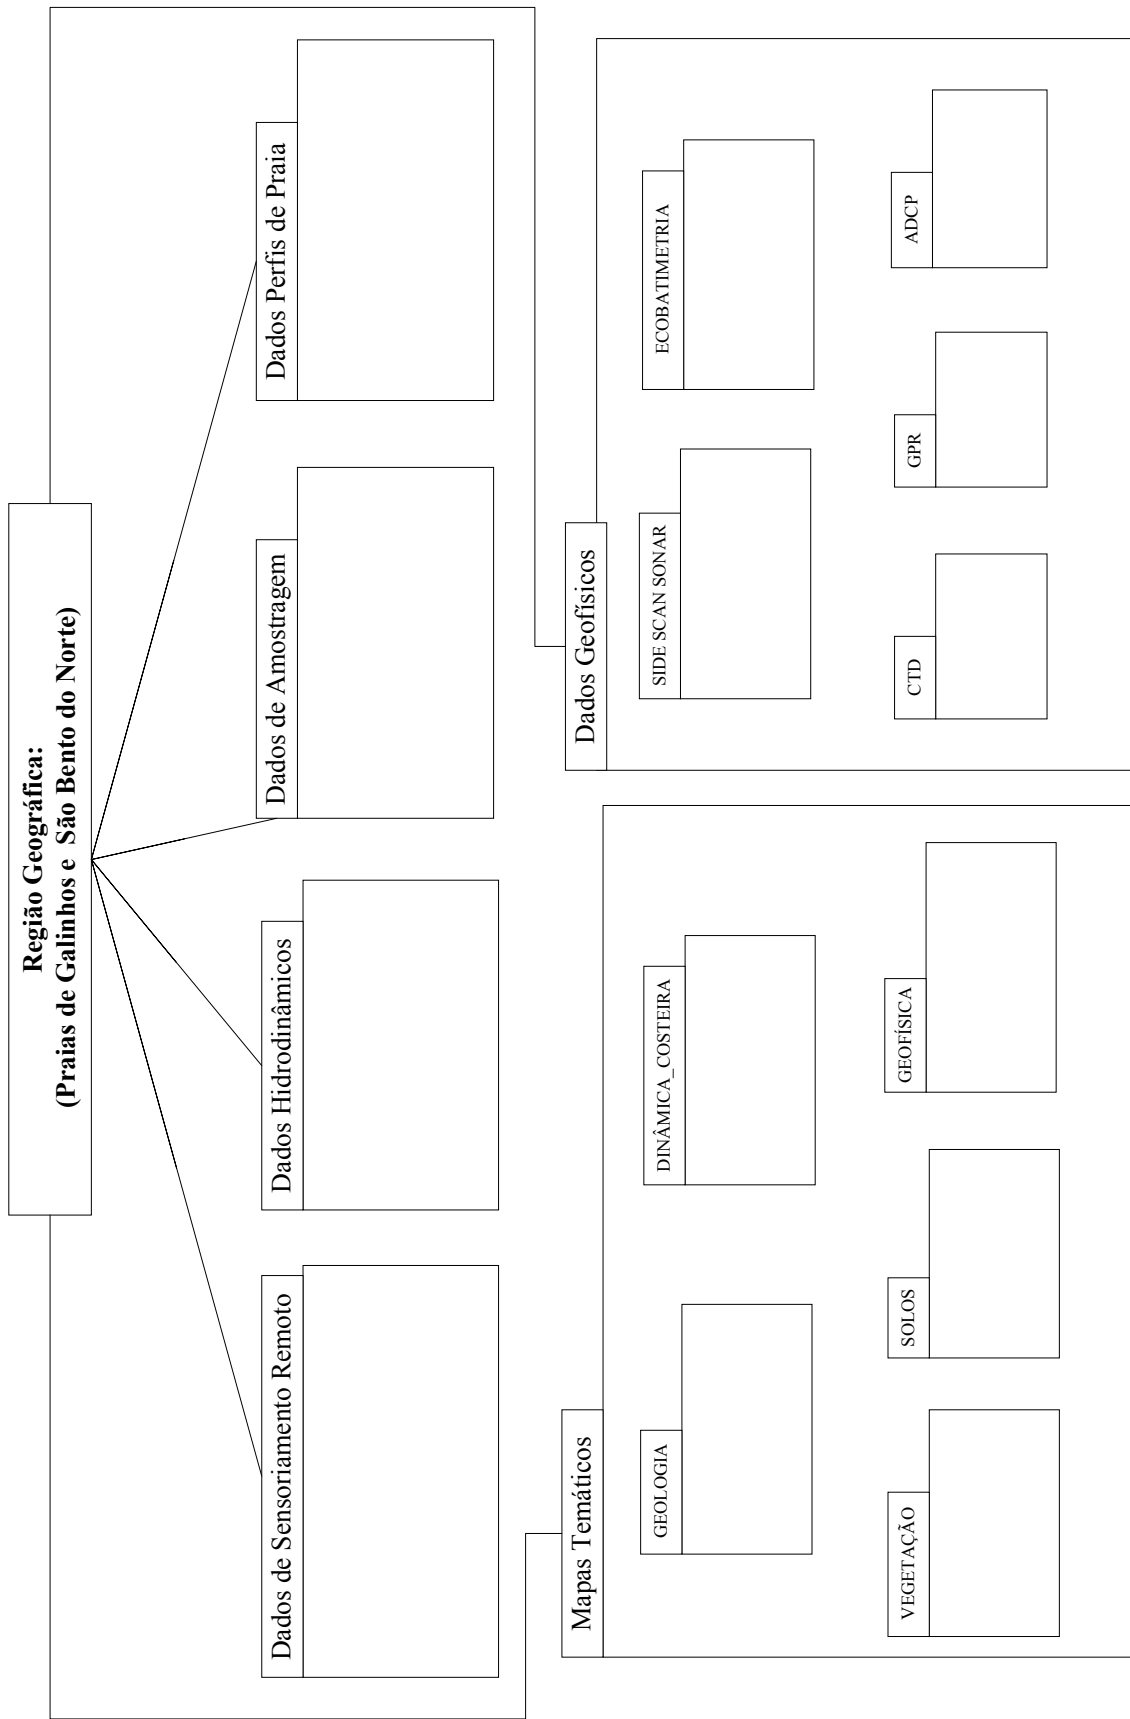 Região Geográfica:
(Praias de Galinhos e São Bento do Norte)
Dados de Sensoriamento Remoto
Dados Hidrodinâmicos
Dados de Amostragem
Dados Perfis de Praia
Mapas Temáticos
GEOLOGIA
DINÂMICA_COSTEIRA
VEGETAÇÃO
SOLOS
GEOFÍSICA
Dados Geofísicos
SIDE SCAN SONAR
ECOBATIMETRIA
CTD
GPR
ADCP